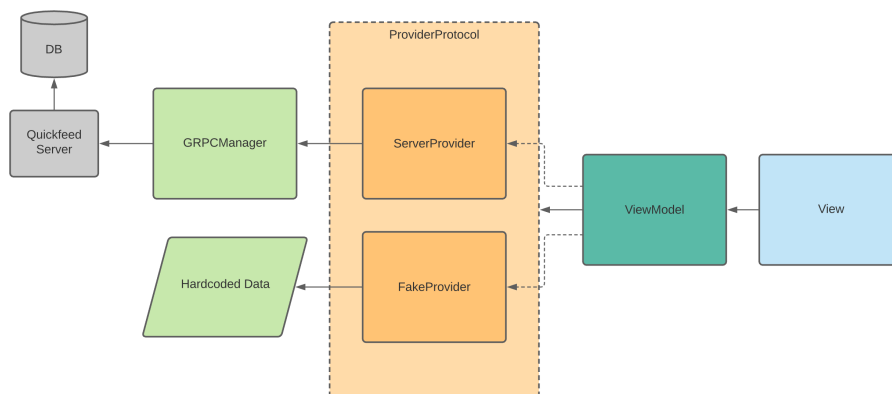 ProviderProtocol
DB
Quickfeed
Server
GRPCManager
ServerProvider
ViewModel
View
Hardcoded Data
FakeProvider